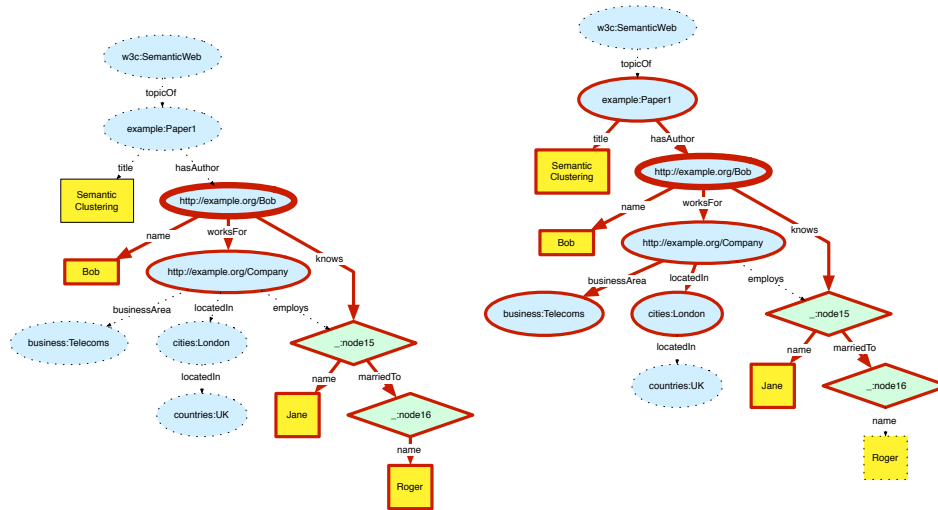 w3c:SemanticWeb
topicOf
example:Paper1
title
hasAuthor
Semantic
Clustering
http://example.org/Bob
name
worksFor
knows
Bob
http://example.org/Company
businessArea
locatedIn
employs
business:Telecoms
cities:London
_:node15
locatedIn
name
marriedTo
countries:UK
Jane
_:node16
name
Roger
w3c:SemanticWeb
topicOf
example:Paper1
title
hasAuthor
Semantic
Clustering
http://example.org/Bob
name
worksFor
knows
Bob
http://example.org/Company
businessArea
locatedIn
employs
business:Telecoms
cities:London
_:node15
locatedIn
name
marriedTo
countries:UK
Jane
_:node16
name
Roger